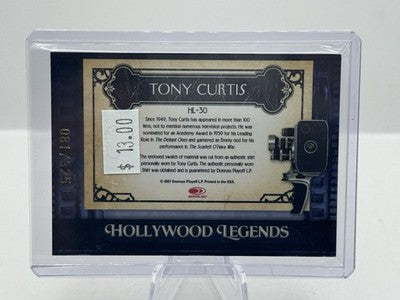 TONY CURTIS
HL-30
Since 1949, Tony Curtis has appeared in more than 100
films, not to mention numerous television projects. He was
nominated for an Academy Award in 1959 for his Leading
Role in The Defiant Ones and garnered an Emmy nod for his
performance in The Scarlett O'Hara War.
The enclosed swatch of material was cut from an authentic shirt
personally worn by Tony Curtis. The Authentic personally worn
Shirt was obtained and is guaranteed by Donruss Playoff L.P.
© 2007 Donruss Playoff L.P. Printed in the USA.
DONRUSS
$ 13.00
081/325
HOLLYWOOD LEGENDS